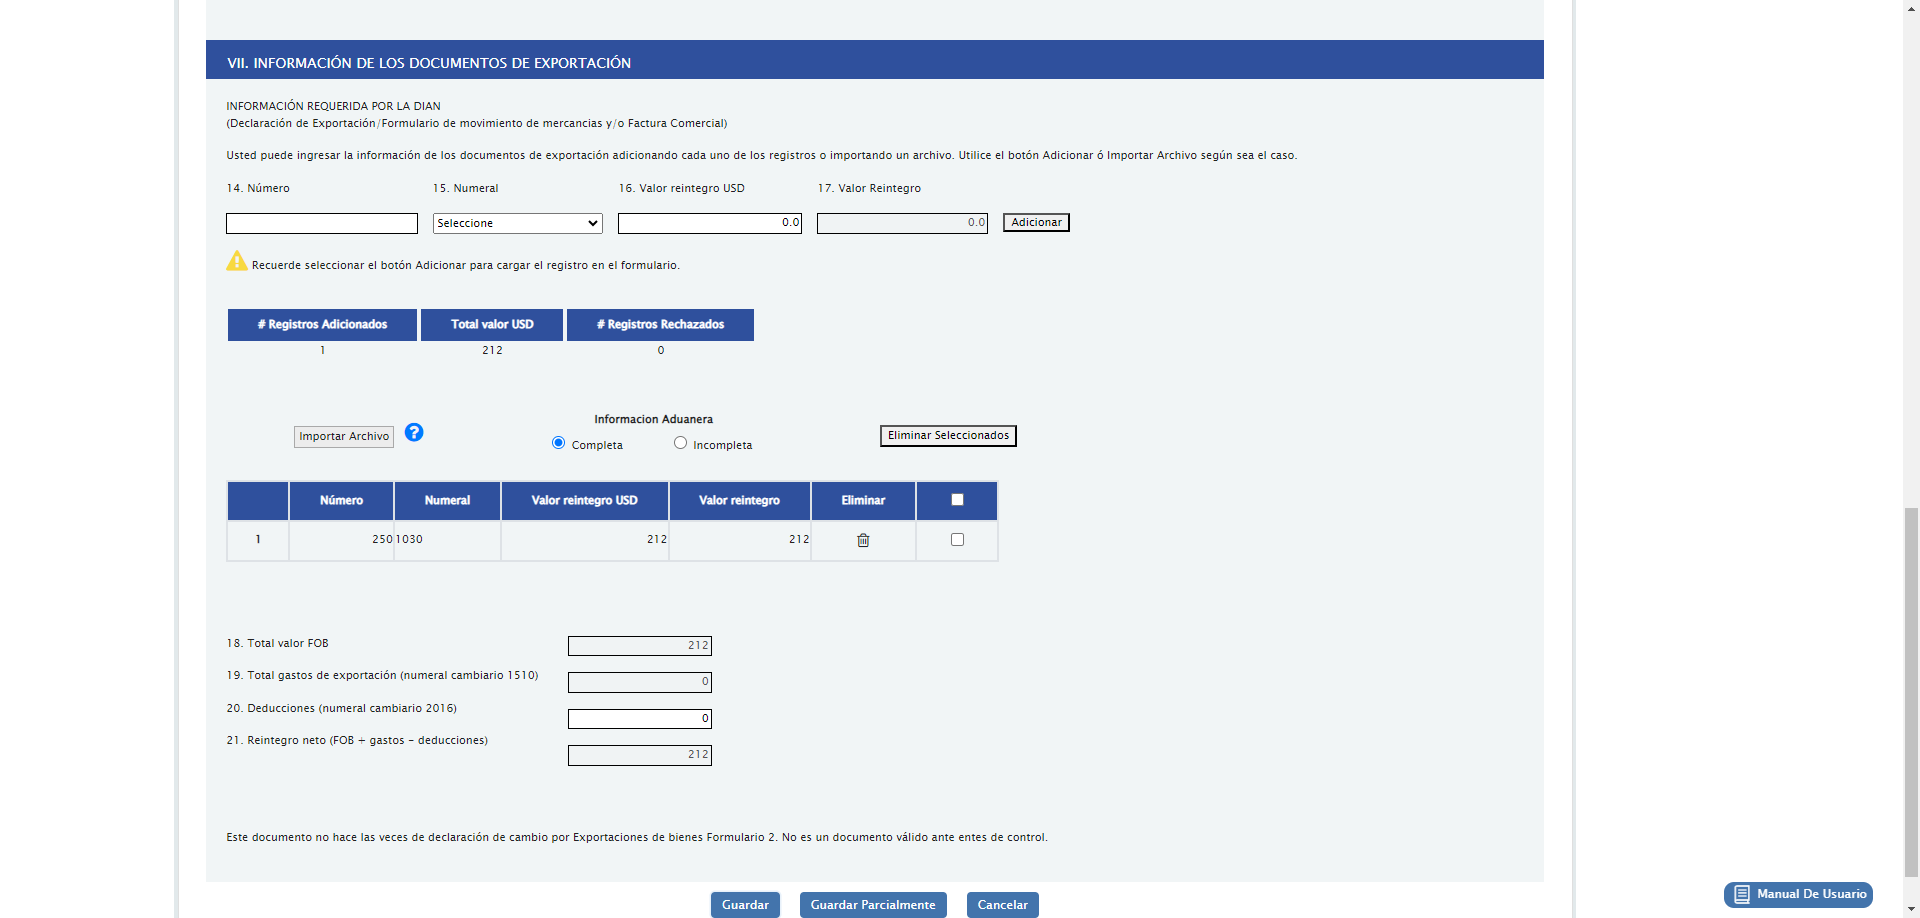 VII. INFORMACIÓN DE LOS DOCUMENTOS DE EXPORTACIÓN
INFORMACIÓN REQUERIDA POR LA DIAN
(Declaración de Exportación/Formulario de movimiento de mercancias y/o Factura Comercial)
Usted puede ingresar la información de los documentos de exportación adicionando cada uno de los registros o importando un archivo. Utilice el botón Adicionar ó Importar Archivo según sea el caso.
14. Número 15. Numeral 16. Valor reintegro USD 17. Valor Reintegro
Seleccione 0.0 0.0 Adicionar
Recuerde seleccionar el botón Adicionar para cargar el registro en el formulario.
# Registros Adicionados Total valor USD # Registros Rechazados
1 212 0
Informacion Aduanera
Importar Archivo ? Completa Incompleta Eliminar Seleccionados
Número Numeral Valor reintegro USD Valor reintegro Eliminar
1 250 1030 212 212
18. Total valor FOB 212
19. Total gastos de exportación (numeral cambiario 1510) 0
20. Deducciones (numeral cambiario 2016) 0
21. Reintegro neto (FOB + gastos - deducciones) 212
Este documento no hace las veces de declaración de cambio por Exportaciones de bienes Formulario 2. No es un documento válido ante entes de control.
Guardar Guardar Parcialmente Cancelar
Manual De Usuario